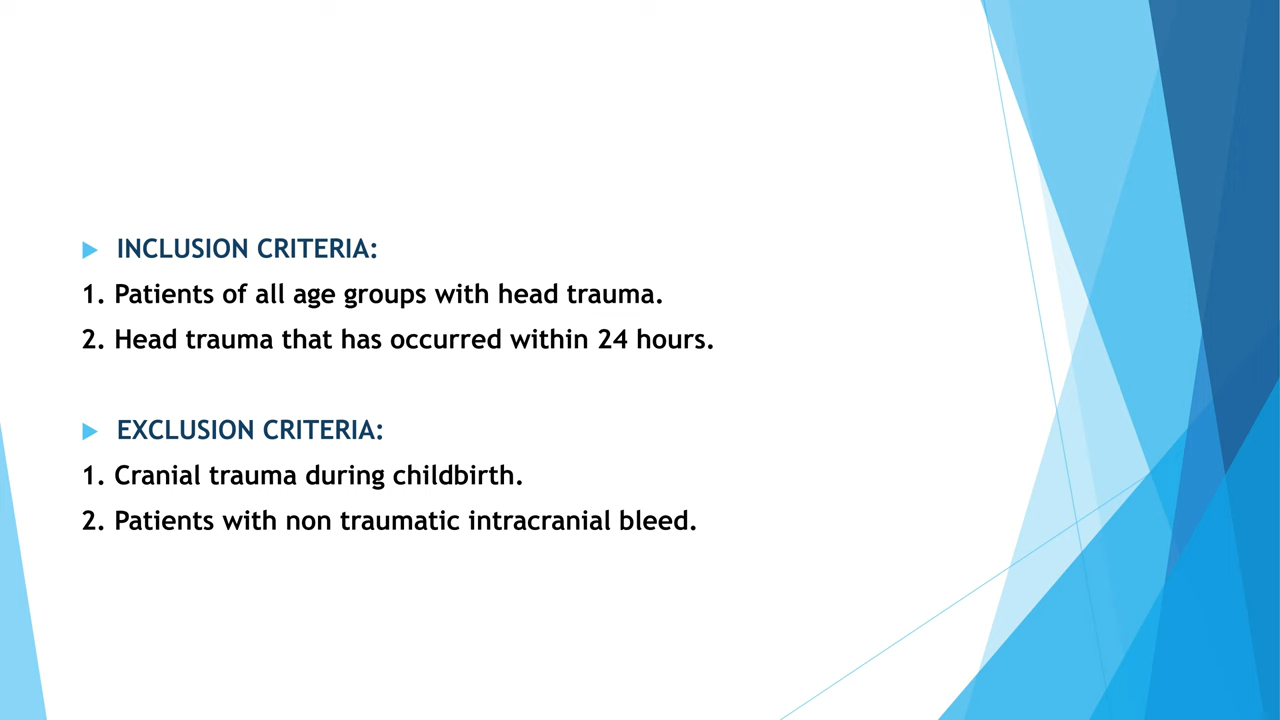 INCLUSION CRITERIA:
1. Patients of all age groups with head trauma.
2. Head trauma that has occurred within 24 hours.
EXCLUSION CRITERIA:
1. Cranial trauma during childbirth.
2. Patients with non traumatic intracranial bleed.